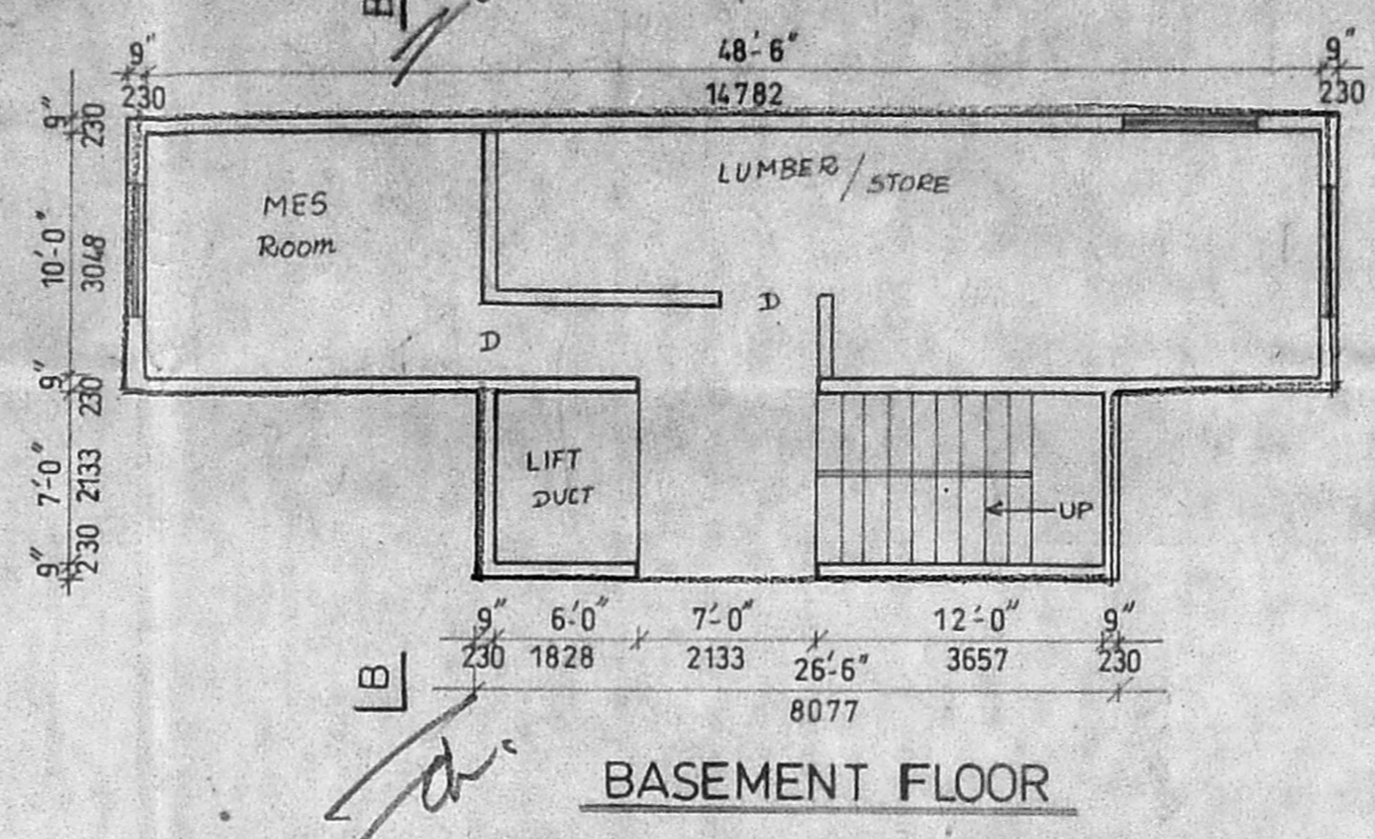 B
9" 48'-6" 9"
230 14782 230
9" 230
10'-0" 3048
9" 230
7'-0" 2133
9" 230
MES
Room
LUMBER / STORE
D
D
LIFT
DUCT
UP
9" 6'-0" 7'-0" 12'-0" 9"
230 1828 2133 3657 230
26'-6"
8077
B
BASEMENT FLOOR